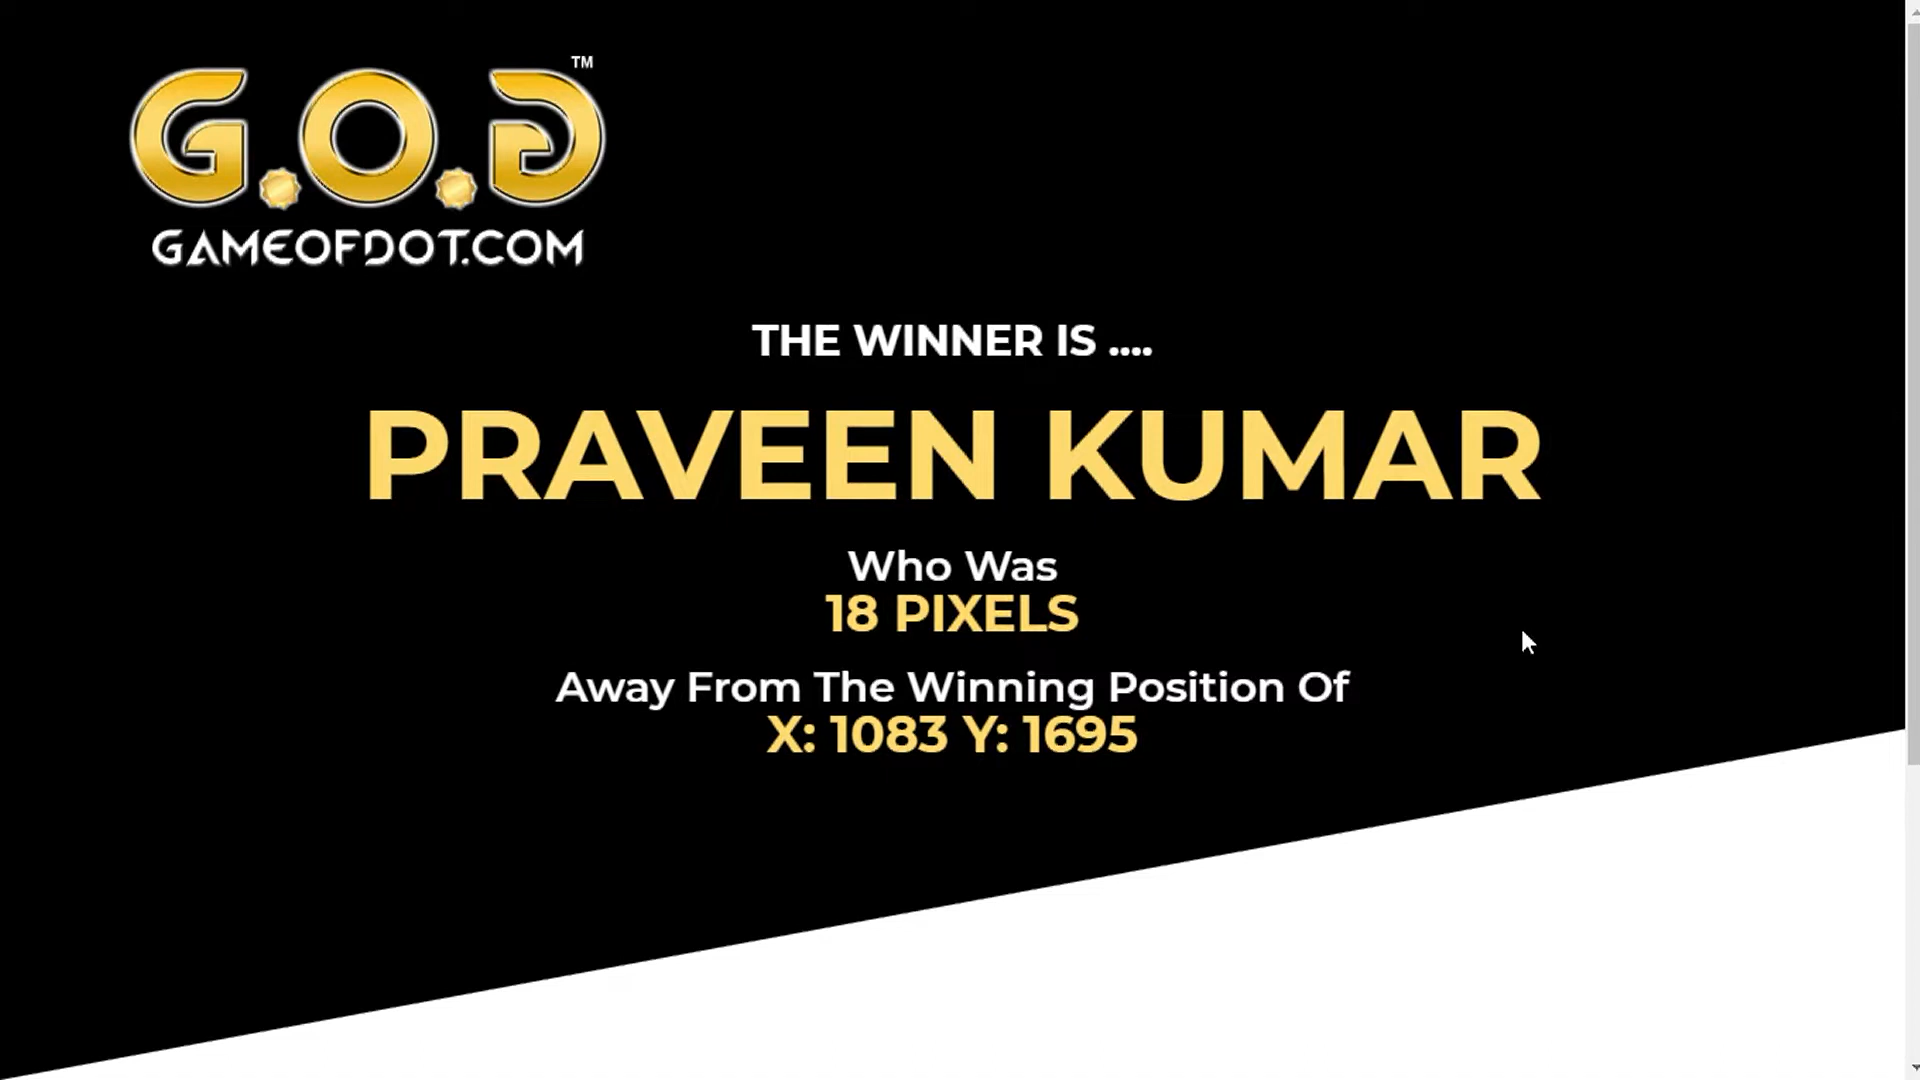 G.O.D ™
GAMEOFDOT.COM
THE WINNER IS ....
PRAVEEN KUMAR
Who Was
18 PIXELS
Away From The Winning Position Of
X: 1083 Y: 1695